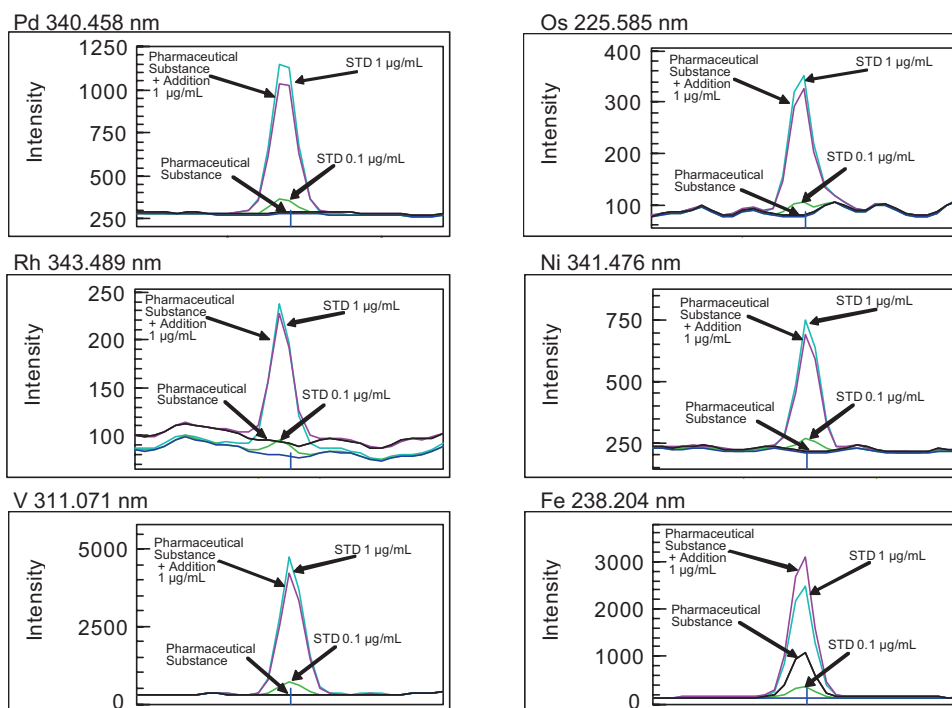 Pd 340.458 nm
Intensity
1250
1000
750
500
250
Pharmaceutical
Substance
+ Addition
1 µg/mL
STD 1 µg/mL
Pharmaceutical
Substance
STD 0.1 µg/mL
Os 225.585 nm
Intensity
400
300
200
100
Pharmaceutical
Substance
+ Addition
1 µg/mL
STD 1 µg/mL
Pharmaceutical
Substance
STD 0.1 µg/mL
Rh 343.489 nm
Intensity
250
200
150
100
Pharmaceutical
Substance
+ Addition
1 µg/mL
STD 1 µg/mL
Pharmaceutical
Substance
STD 0.1 µg/mL
Ni 341.476 nm
Intensity
750
500
250
Pharmaceutical
Substance
+ Addition
1 µg/mL
STD 1 µg/mL
Pharmaceutical
Substance
STD 0.1 µg/mL
V 311.071 nm
Intensity
5000
2500
0
Pharmaceutical
Substance
+ Addition
1 µg/mL
STD 1 µg/mL
Pharmaceutical
Substance
STD 0.1 µg/mL
Fe 238.204 nm
Intensity
3000
2000
1000
0
Pharmaceutical
Substance
+ Addition
1 µg/mL
STD 1 µg/mL
Pharmaceutical
Substance
STD 0.1 µg/mL